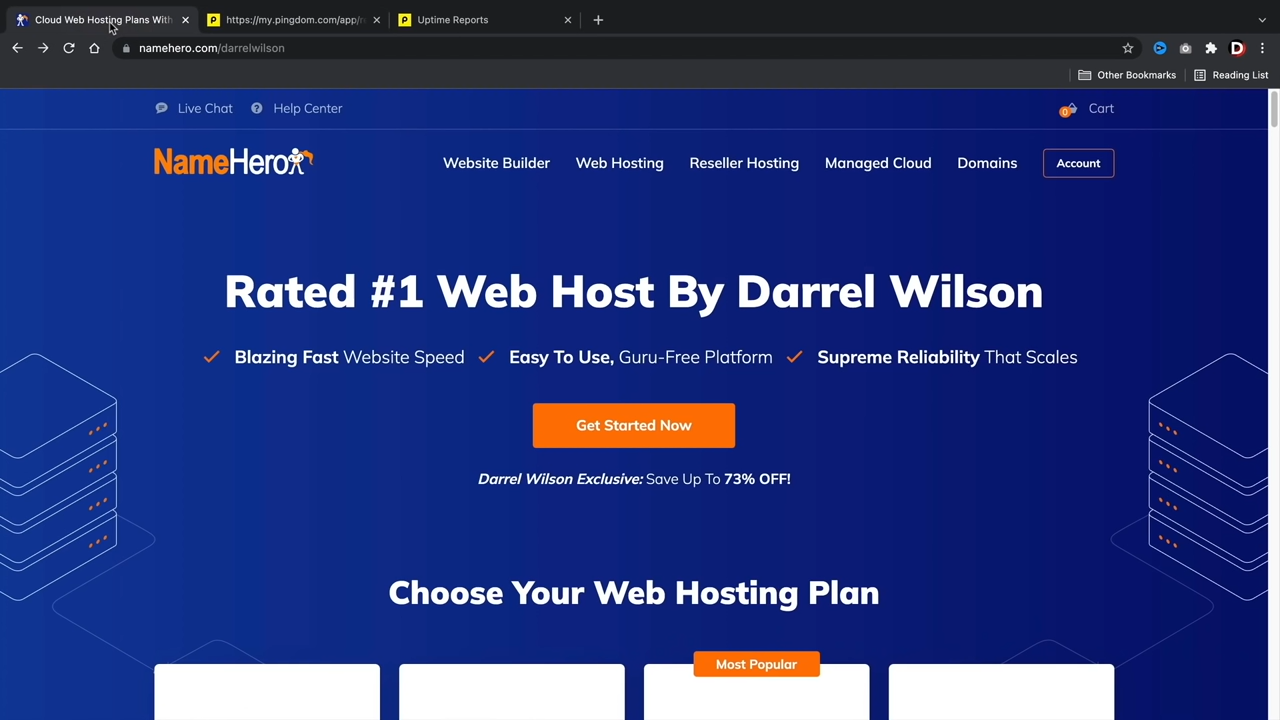 Cloud Web Hosting Plans With
https://my.pingdom.com/app/r
Uptime Reports
namehero.com/darrelwilson
D
Other Bookmarks
Reading List
Live Chat
Help Center
0
Cart
NameHero
Website Builder
Web Hosting
Reseller Hosting
Managed Cloud
Domains
Account
Rated #1 Web Host By Darrel Wilson
Blazing Fast Website Speed
Easy To Use, Guru-Free Platform
Supreme Reliability That Scales
Get Started Now
Darrel Wilson Exclusive: Save Up To 73% OFF!
Choose Your Web Hosting Plan
Most Popular